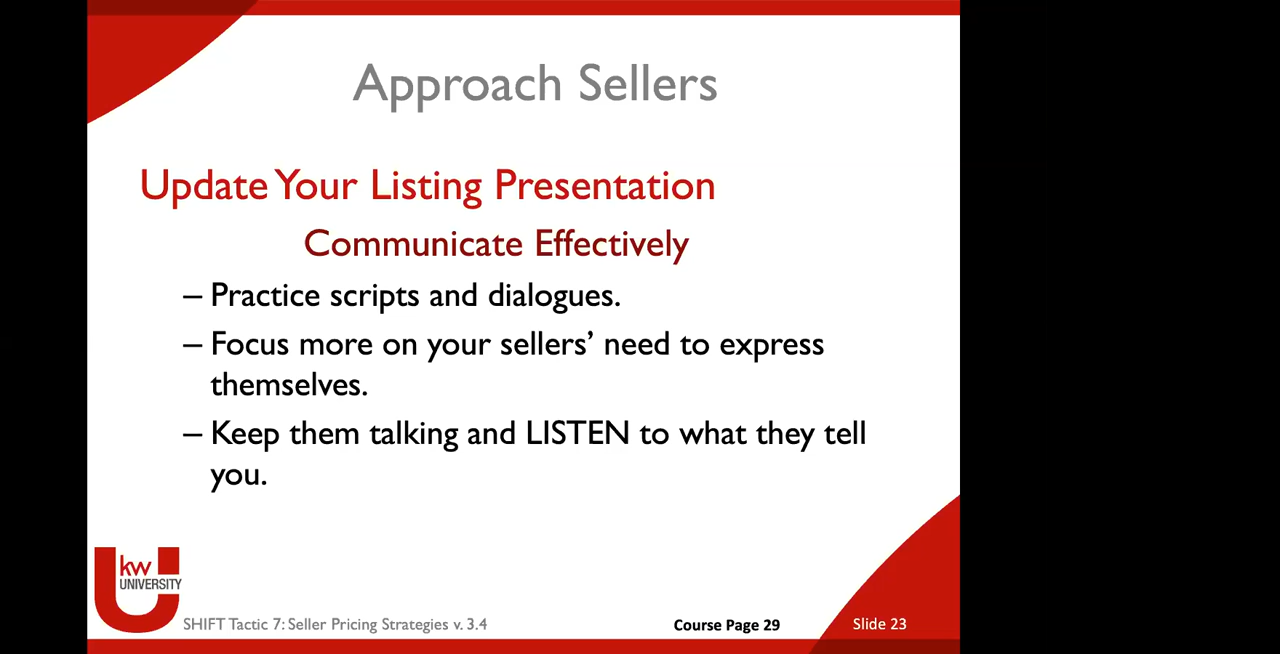 Approach Sellers
Update Your Listing Presentation
Communicate Effectively
– Practice scripts and dialogues.
– Focus more on your sellers’ need to express
themselves.
– Keep them talking and LISTEN to what they tell
you.
kw
UNIVERSITY
SHIFT Tactic 7: Seller Pricing Strategies v. 3.4
Course Page 29
Slide 23